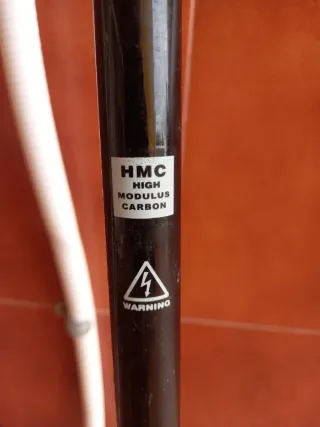 HMC
HIGH
MODULUS
CARBON
WARNING